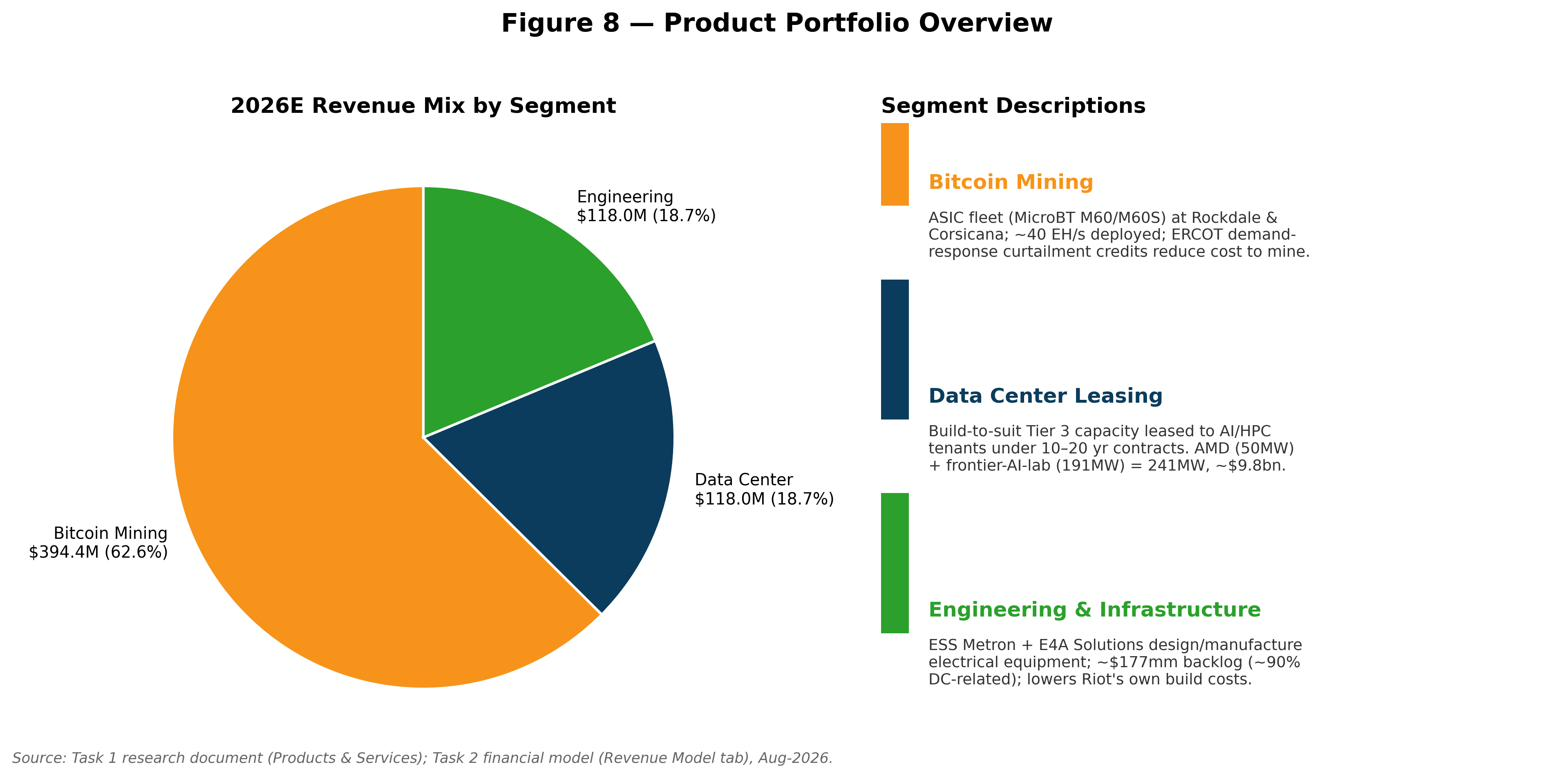 Figure 8 — Product Portfolio Overview
2026E Revenue Mix by Segment
Engineering
$118.0M (18.7%)
Data Center
$118.0M (18.7%)
Bitcoin Mining
$394.4M (62.6%)
Segment Descriptions
Bitcoin Mining
ASIC fleet (MicroBT M60/M60S) at Rockdale &
Corsicana; ~40 EH/s deployed; ERCOT demand-
response curtailment credits reduce cost to mine.
Data Center Leasing
Build-to-suit Tier 3 capacity leased to AI/HPC
tenants under 10–20 yr contracts. AMD (50MW)
+ frontier-AI-lab (191MW) = 241MW, ~$9.8bn.
Engineering & Infrastructure
ESS Metron + E4A Solutions design/manufacture
electrical equipment; ~$177mm backlog (~90%
DC-related); lowers Riot's own build costs.
Source: Task 1 research document (Products & Services); Task 2 financial model (Revenue Model tab), Aug-2026.